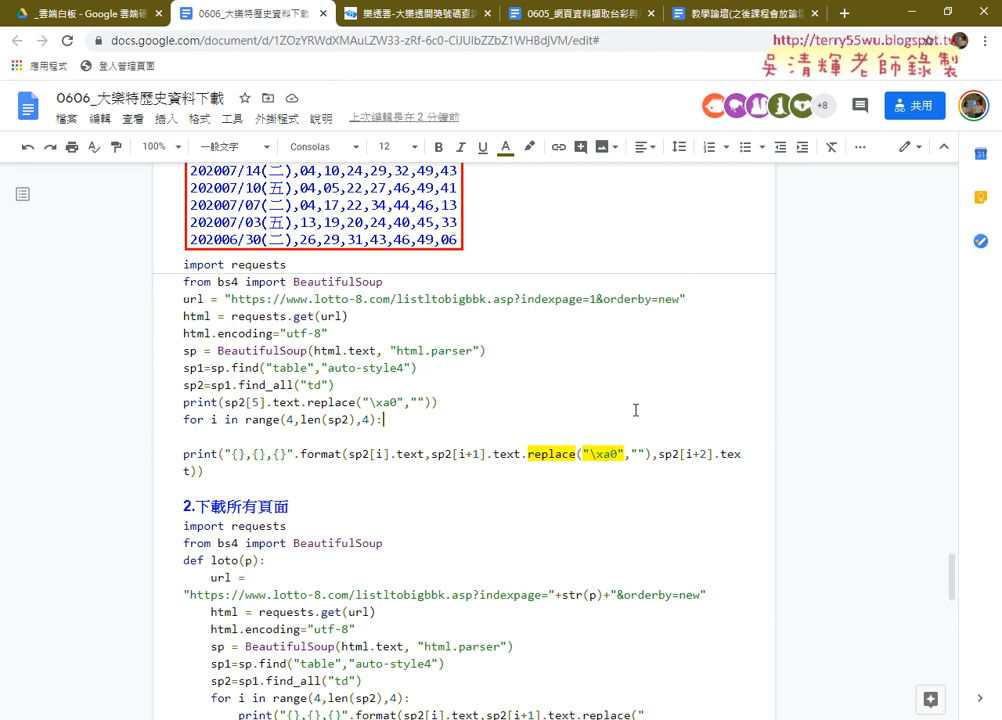 _雲端白板 - Google 雲端硬
0606_大樂特歷史資料下載
樂透雲-大樂透開獎號碼查詢
0605_網頁資料擷取台彩與
教學論壇(之後課程會放論壇
docs.google.com/document/d/1ZOzYRWdXMAuLZW33-zRf-6c0-CiJUIbZZbZ1WHBdjVM/edit#
http://terry55wu.blogspot.tw
吳清輝老師錄製
應用程式
登入管理頁面
0606_大樂特歷史資料下載
檔案 編輯 查看 插入 格式 工具 外掛程式 說明 上次編輯是在 2 分鐘前
+8
共用
100% 一般文字 Consolas 12 B I U A
31
202007/14(二),04,10,24,29,32,49,43
202007/10(五),04,05,22,27,46,49,41
202007/07(二),04,17,22,34,44,46,13
202007/03(五),13,19,20,24,40,45,33
202006/30(二),26,29,31,43,46,49,06
import requests
from bs4 import BeautifulSoup
url = "https://www.lotto-8.com/listltobigbbk.asp?indexpage=1&orderby=new"
html = requests.get(url)
html.encoding="utf-8"
sp = BeautifulSoup(html.text, "html.parser")
sp1=sp.find("table","auto-style4")
sp2=sp1.find_all("td")
print(sp2[5].text.replace("\xa0",""))
for i in range(4,len(sp2),4):
print("{},{},{}".format(sp2[i].text,sp2[i+1].text.replace("\xa0",""),sp2[i+2].tex
t))
2.下載所有頁面
import requests
from bs4 import BeautifulSoup
def loto(p):
url =
"https://www.lotto-8.com/listltobigbbk.asp?indexpage="+str(p)+"&orderby=new"
html = requests.get(url)
html.encoding="utf-8"
sp = BeautifulSoup(html.text, "html.parser")
sp1=sp.find("table","auto-style4")
sp2=sp1.find_all("td")
for i in range(4,len(sp2),4):
print("{},{},{}".format(sp2[i].text,sp2[i+1].text.replace("